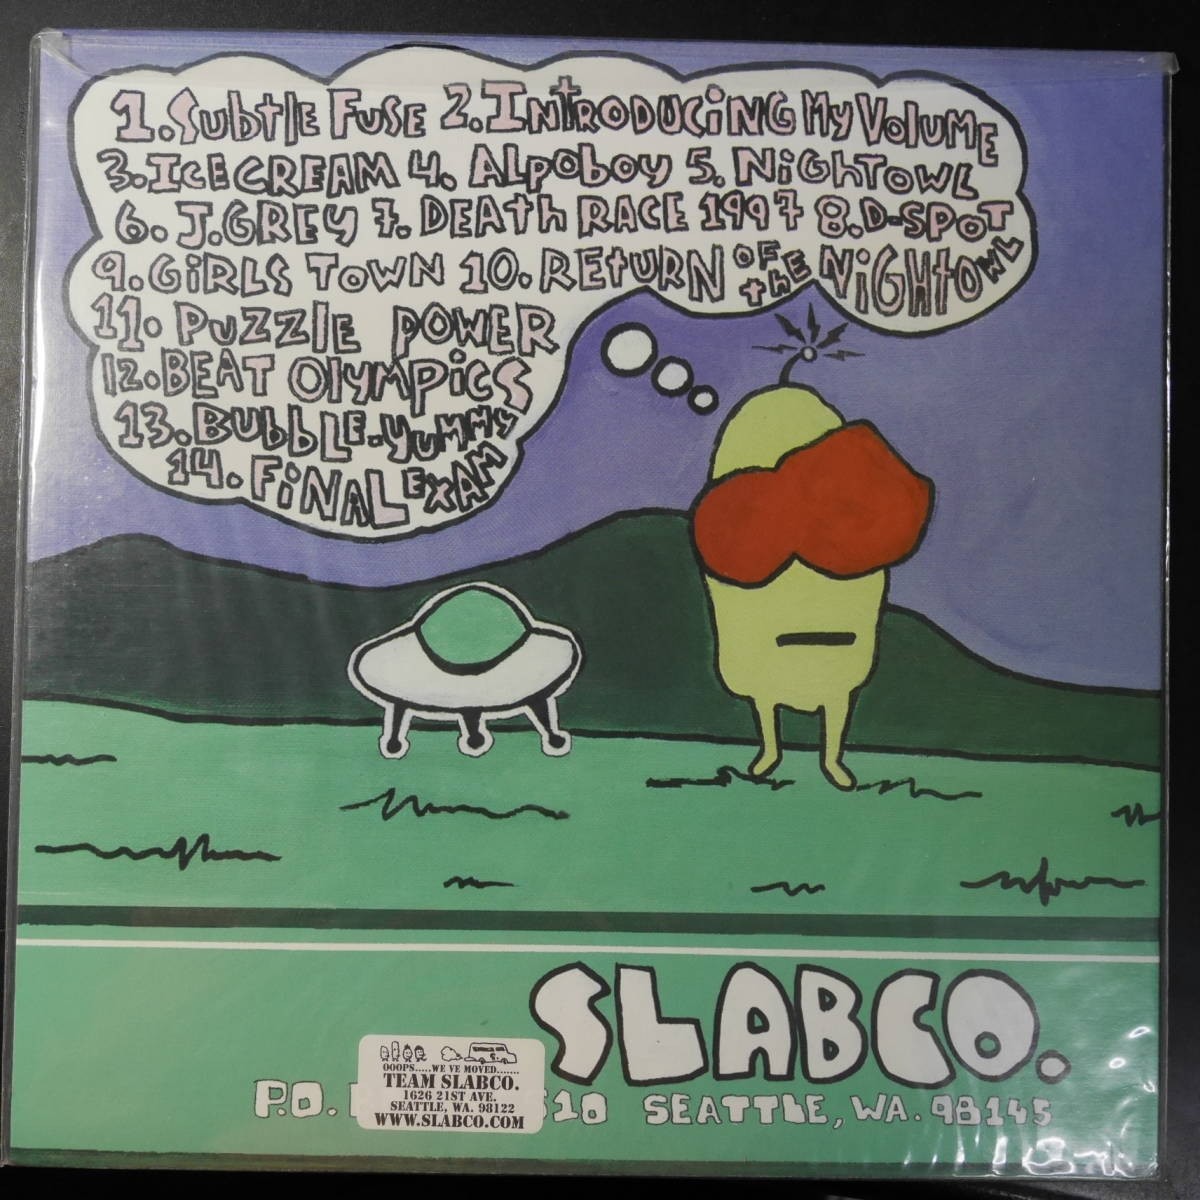 1. Subtle Fuse 2. Introducing My Volume
3. Ice Cream 4. Alpoboy 5. Nightowl
6. J. Grey 7. Death Race 1997 8. D-Spot
9. Girls Town 10. Return of the Nightowl
11. Puzzle Power
12. Beat Olympics
13. Bubble-Yummy
14. Final Exam
SLABCO.
OOOPS.....WE VE MOVED.......
TEAM SLABCO.
1626 21ST AVE.
SEATTLE, WA. 98122
WWW.SLABCO.COM
P.O. 510 SEATTLE, WA. 98145